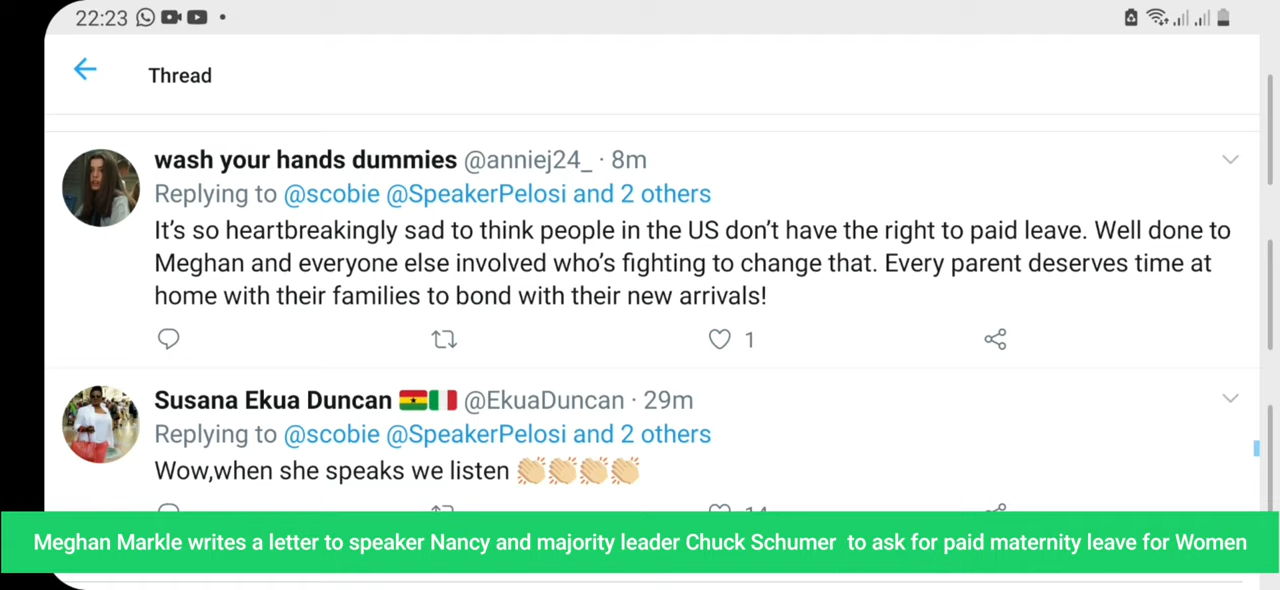 22:23
Thread
wash your hands dummies @anniej24_ · 8m
Replying to @scobie @SpeakerPelosi and 2 others
It's so heartbreakingly sad to think people in the US don't have the right to paid leave. Well done to
Meghan and everyone else involved who's fighting to change that. Every parent deserves time at
home with their families to bond with their new arrivals!
1
Susana Ekua Duncan 🇬🇭🇮🇹 @EkuaDuncan · 29m
Replying to @scobie @SpeakerPelosi and 2 others
Wow,when she speaks we listen 👏🏼👏🏼👏🏼👏🏼
14
Meghan Markle writes a letter to speaker Nancy and majority leader Chuck Schumer to ask for paid maternity leave for Women